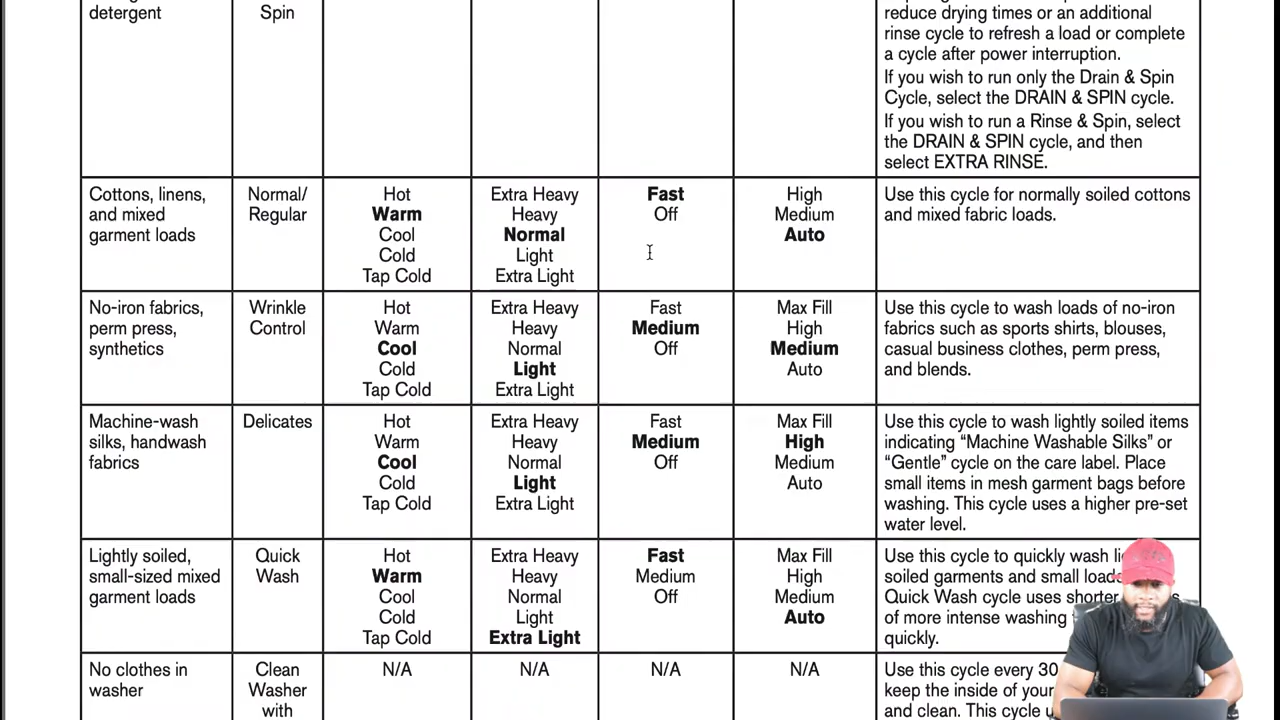 detergent
Spin
reduce drying times or an additional
rinse cycle to refresh a load or complete
a cycle after power interruption.
If you wish to run only the Drain & Spin
Cycle, select the DRAIN & SPIN cycle.
If you wish to run a Rinse & Spin, select
the DRAIN & SPIN cycle, and then
select EXTRA RINSE.
Cottons, linens,
and mixed
garment loads
Normal/
Regular
Hot
Warm
Cool
Cold
Tap Cold
Extra Heavy
Heavy
Normal
Light
Extra Light
Fast
Off
High
Medium
Auto
Use this cycle for normally soiled cottons
and mixed fabric loads.
No-iron fabrics,
perm press,
synthetics
Wrinkle
Control
Hot
Warm
Cool
Cold
Tap Cold
Extra Heavy
Heavy
Normal
Light
Extra Light
Fast
Medium
Off
Max Fill
High
Medium
Auto
Use this cycle to wash loads of no-iron
fabrics such as sports shirts, blouses,
casual business clothes, perm press,
and blends.
Machine-wash
silks, handwash
fabrics
Delicates
Hot
Warm
Cool
Cold
Tap Cold
Extra Heavy
Heavy
Normal
Light
Extra Light
Fast
Medium
Off
Max Fill
High
Medium
Auto
Use this cycle to wash lightly soiled items
indicating “Machine Washable Silks” or
“Gentle” cycle on the care label. Place
small items in mesh garment bags before
washing. This cycle uses a higher pre-set
water level.
Lightly soiled,
small-sized mixed
garment loads
Quick
Wash
Hot
Warm
Cool
Cold
Tap Cold
Extra Heavy
Heavy
Normal
Light
Extra Light
Fast
Medium
Off
Max Fill
High
Medium
Auto
Use this cycle to quickly wash
soiled garments and small
Quick Wash cycle uses shorter
of more intense washing
quickly.
No clothes in
washer
Clean
Washer
with
N/A
N/A
N/A
N/A
Use this cycle every 30
keep the inside of your
and clean. This cycle